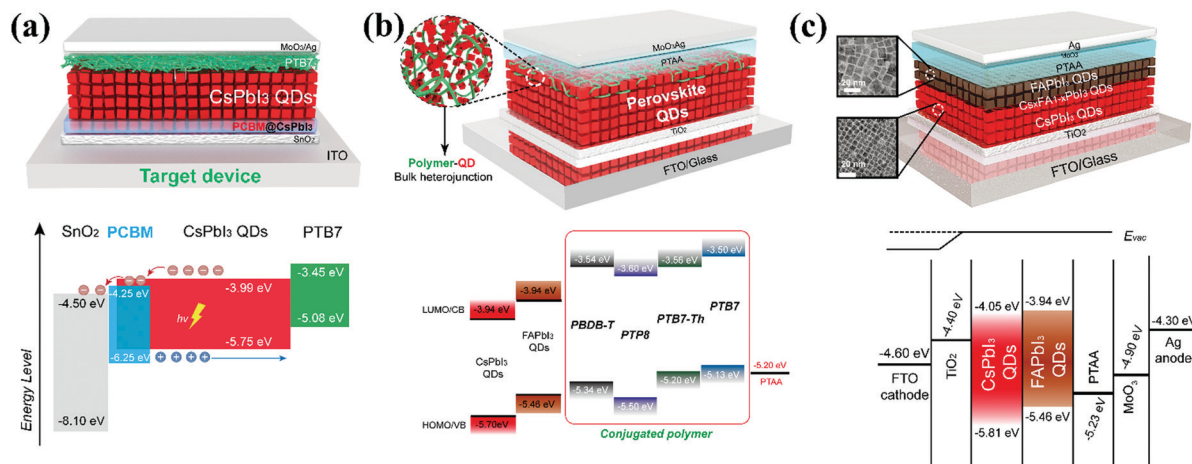 (a)
MoO₃/Ag
PTB7
CsPbI₃ QDs
PCBM@CsPbI₃
SnO₂
ITO
Target device
Energy Level
SnO₂
PCBM
CsPbI₃ QDs
PTB7
-4.50 eV
-8.10 eV
-4.25 eV
-6.25 eV
-3.99 eV
hν
-5.75 eV
-3.45 eV
-5.08 eV
(b)
MoO₃Ag
PTAA
Perovskite
QDs
TiO₂
FTO/Glass
Polymer-QD
Bulk heterojunction
LUMO/CB
-3.94 eV
-3.94 eV
CsPbI₃
QDs
FAPbI₃
QDs
HOMO/VB
-5.70eV
-5.46 eV
-3.54 eV
-3.60 eV
-3.56 eV
-3.50 eV
PBDB-T
PTP8
PTB7-Th
PTB7
-5.34 eV
-5.50 eV
-5.20 eV
-5.13 eV
Conjugated polymer
-5.20 eV
PTAA
(c)
20 nm
20 nm
Ag
PTAA
FAPbI₃ QDs
CsₓFA₁₋ₓPbI₃ QDs
CsPbI₃ QDs
TiO₂
FTO/Glass
Evac
-4.60 eV
FTO
cathode
-4.40 eV
TiO₂
-4.05 eV
CsPbI₃
QDs
-5.81 eV
-3.94 eV
FAPbI₃
QDs
-5.46 eV
PTAA
-5.23 eV
-4.90 eV
MoO₃
-4.30 eV
Ag
anode